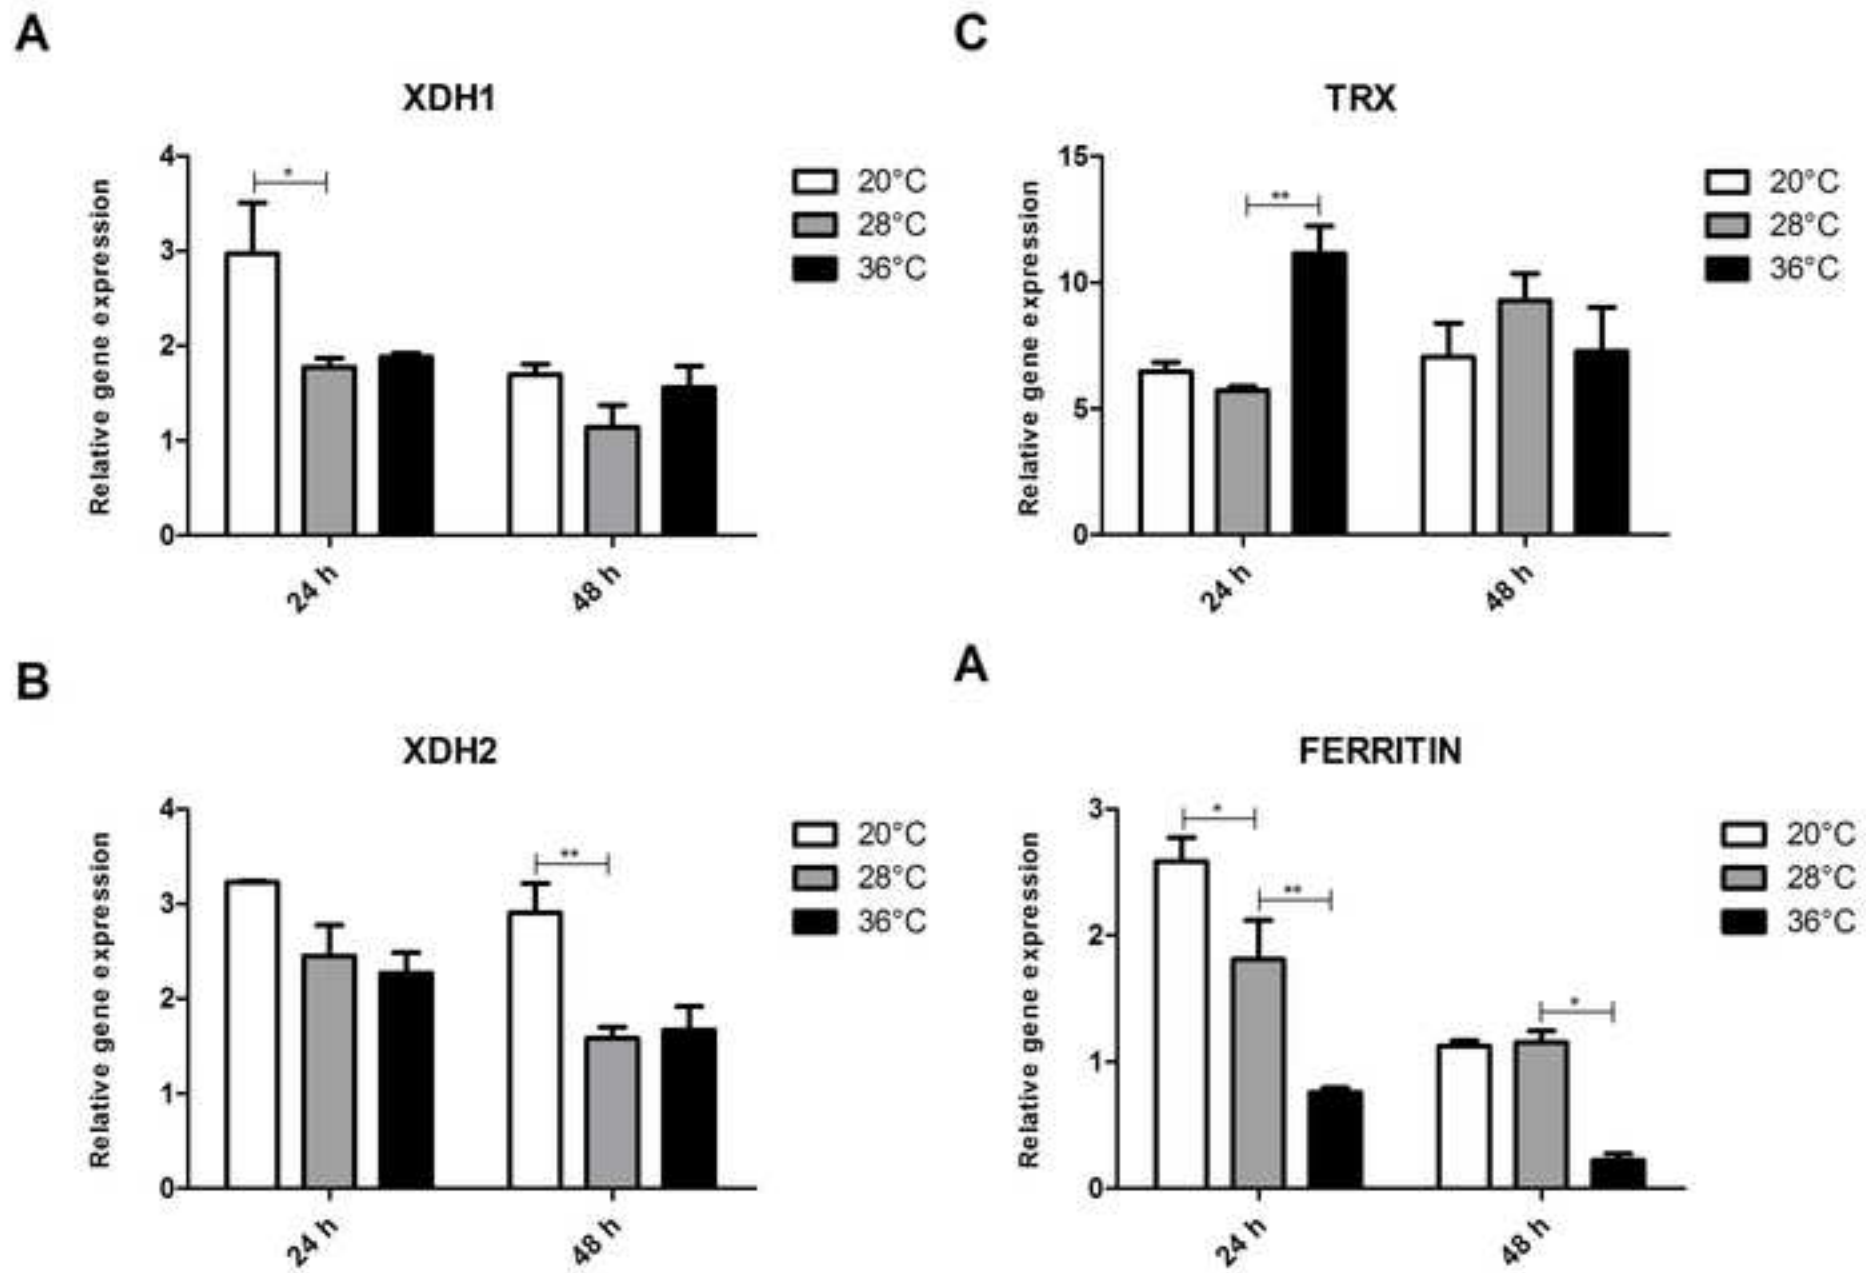 A
XDH1
Relative gene expression
4
3
2
1
0
*
24 h
48 h
20°C
28°C
36°C
C
TRX
Relative gene expression
15
10
5
0
**
24 h
48 h
20°C
28°C
36°C
B
XDH2
Relative gene expression
4
3
2
1
0
**
24 h
48 h
20°C
28°C
36°C
A
FERRITIN
Relative gene expression
3
2
1
0
*
**
*
24 h
48 h
20°C
28°C
36°C